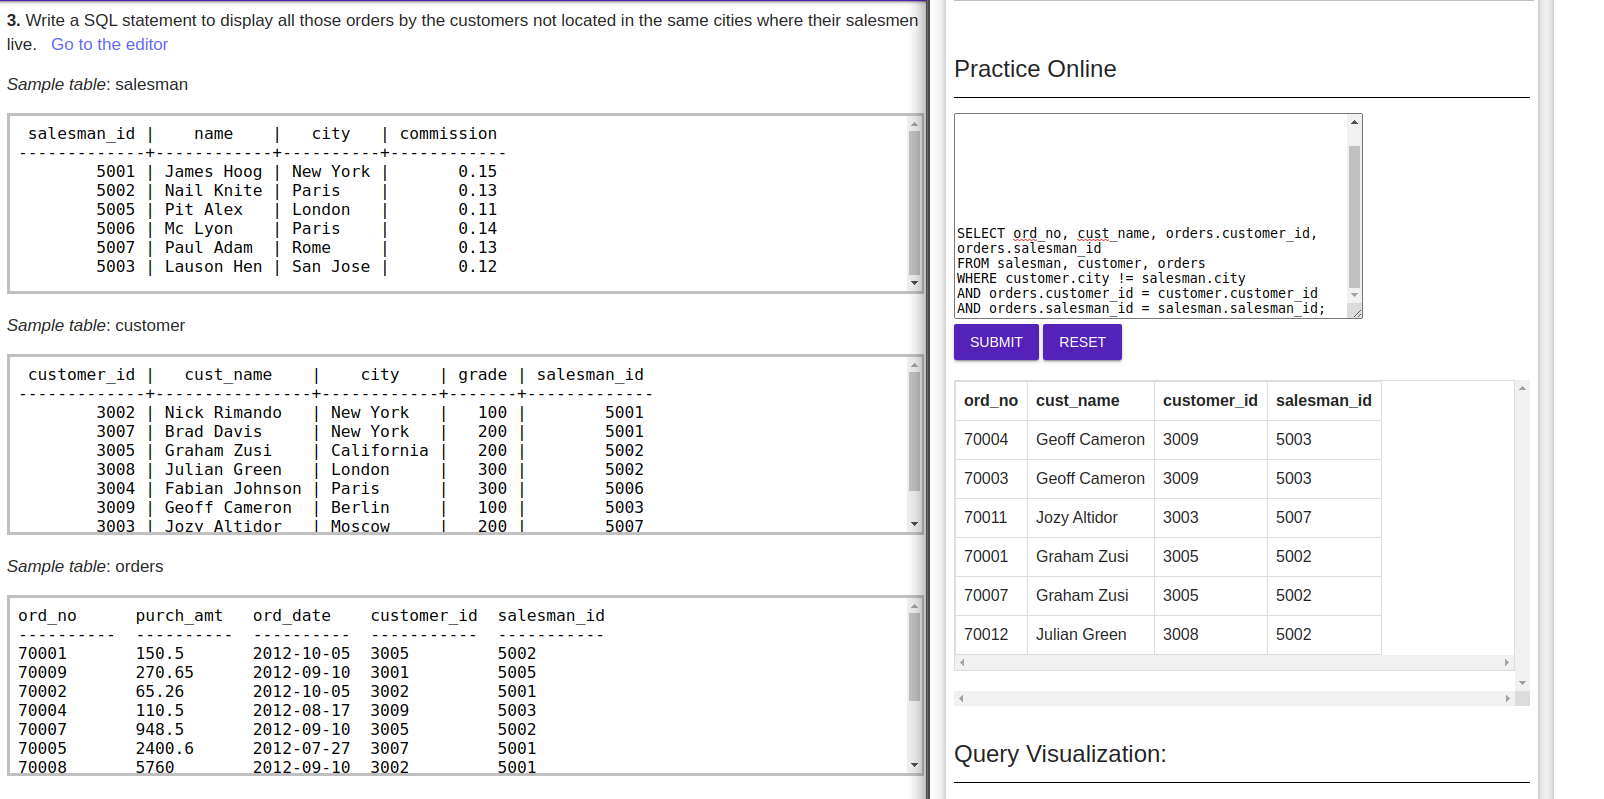 3. Write a SQL statement to display all those orders by the customers not located in the same cities where their salesmen
live.   Go to the editor
Sample table: salesman
 salesman_id |    name    |   city   | commission
-------------+------------+----------+------------
        5001 | James Hoog | New York |       0.15
        5002 | Nail Knite | Paris    |       0.13
        5005 | Pit Alex   | London   |       0.11
        5006 | Mc Lyon    | Paris    |       0.14
        5007 | Paul Adam  | Rome     |       0.13
        5003 | Lauson Hen | San Jose |       0.12
Sample table: customer
 customer_id |   cust_name    |    city    | grade | salesman_id
-------------+----------------+------------+-------+-------------
        3002 | Nick Rimando   | New York   |   100 |        5001
        3007 | Brad Davis     | New York   |   200 |        5001
        3005 | Graham Zusi    | California |   200 |        5002
        3008 | Julian Green   | London     |   300 |        5002
        3004 | Fabian Johnson | Paris      |   300 |        5006
        3009 | Geoff Cameron  | Berlin     |   100 |        5003
        3003 | Jozy Altidor   | Moscow     |   200 |        5007
Sample table: orders
ord_no      purch_amt   ord_date    customer_id  salesman_id
----------  ----------  ----------  -----------  -----------
70001       150.5       2012-10-05  3005         5002
70009       270.65      2012-09-10  3001         5005
70002       65.26       2012-10-05  3002         5001
70004       110.5       2012-08-17  3009         5003
70007       948.5       2012-09-10  3005         5002
70005       2400.6      2012-07-27  3007         5001
70008       5760        2012-09-10  3002         5001
Practice Online
SELECT ord_no, cust_name, orders.customer_id,
orders.salesman_id
FROM salesman, customer, orders
WHERE customer.city != salesman.city
AND orders.customer_id = customer.customer_id
AND orders.salesman_id = salesman.salesman_id;
SUBMIT RESET
ord_no cust_name customer_id salesman_id
70004 Geoff Cameron 3009 5003
70003 Geoff Cameron 3009 5003
70011 Jozy Altidor 3003 5007
70001 Graham Zusi 3005 5002
70007 Graham Zusi 3005 5002
70012 Julian Green 3008 5002
Query Visualization: